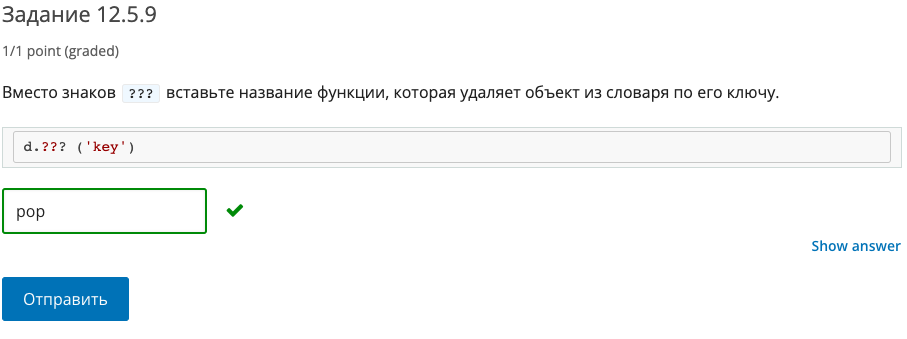 Задание 12.5.9
1/1 point (graded)
Вместо знаков ??? вставьте название функции, которая удаляет объект из словаря по его ключу.
d.??? ('key')
pop
Show answer
Отправить